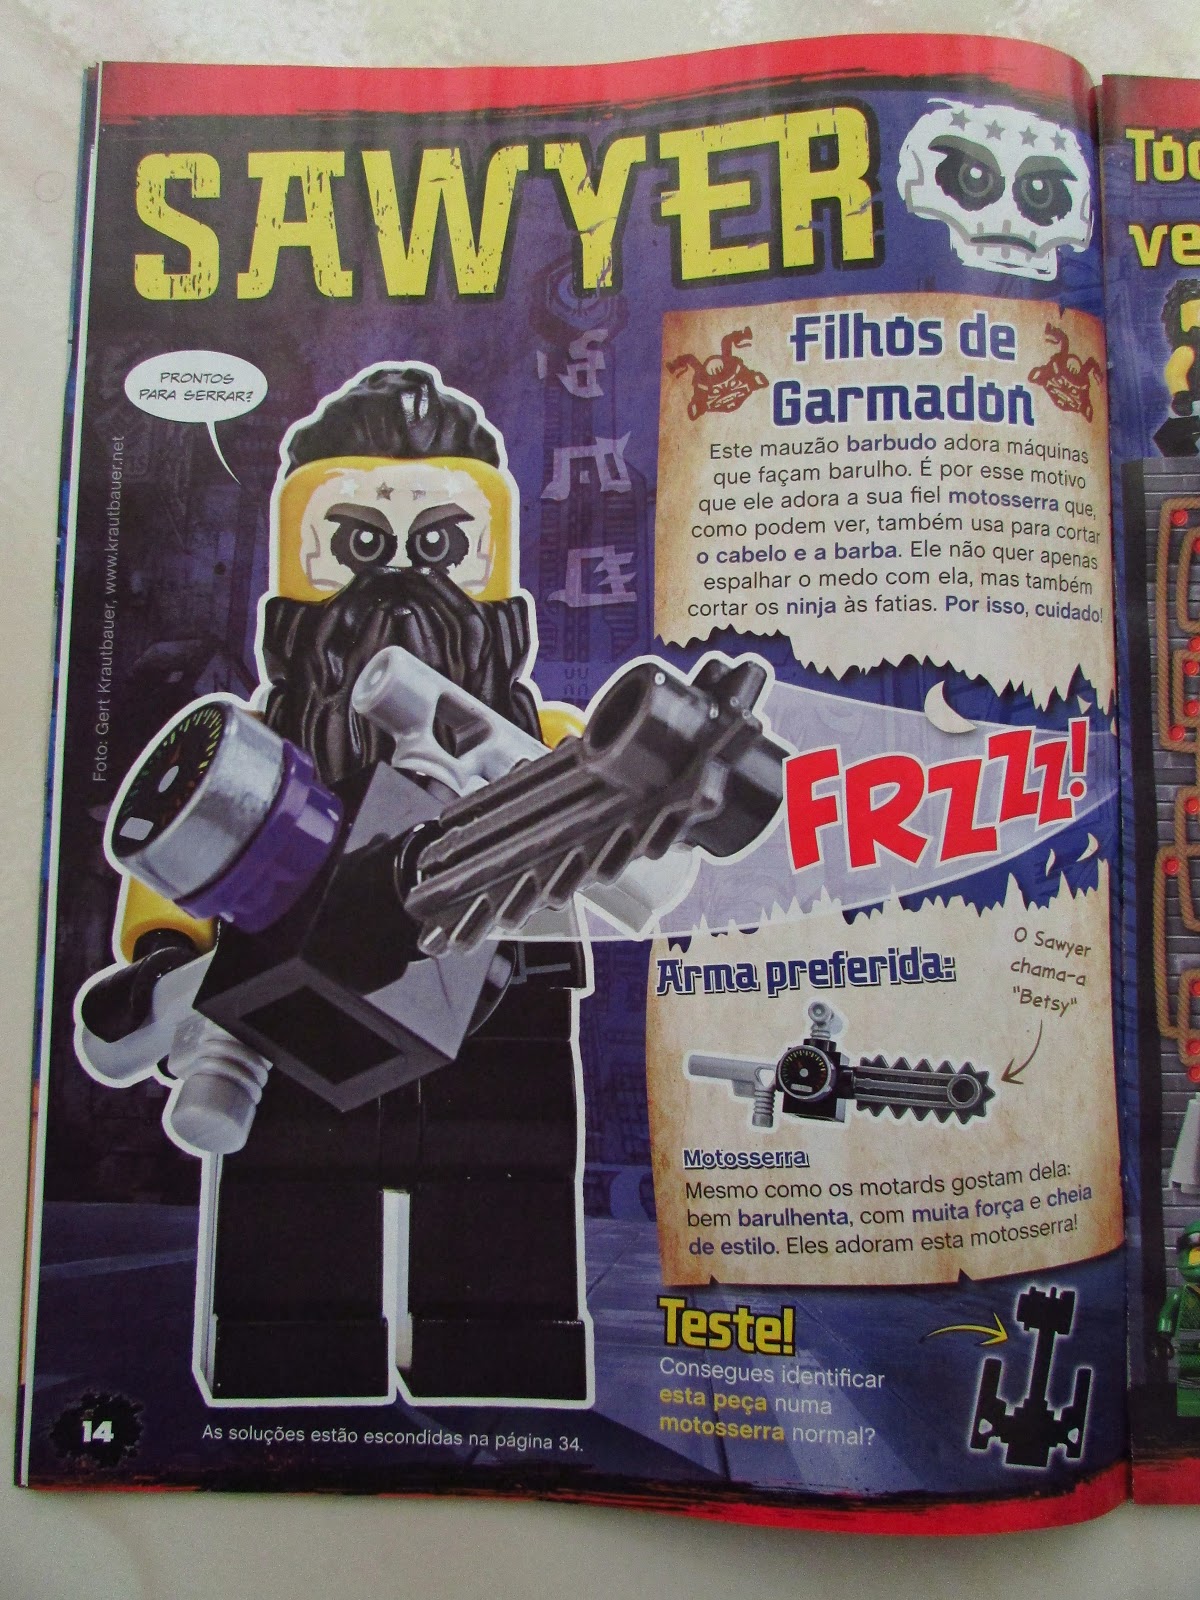 SAWYER
PRONTOS
PARA SERRAR?
Foto: Gert Krautbauer, www.krautbauer.net
Filhos de
Garmadon
Este mauzão barbudo adora máquinas
que façam barulho. É por esse motivo
que ele adora a sua fiel motosserra que,
como podem ver, também usa para cortar
o cabelo e a barba. Ele não quer apenas
espalhar o medo com ela, mas também
cortar os ninja às fatias. Por isso, cuidado!
FRZZZZ!
Arma preferida:
O Sawyer
chama-a
"Betsy"
Motosserra
Mesmo como os motards gostam dela:
bem barulhenta, com muita força e cheia
de estilo. Eles adoram esta motosserra!
Teste!
Consegues identificar
esta peça numa
motosserra normal?
14
As soluções estão escondidas na página 34.